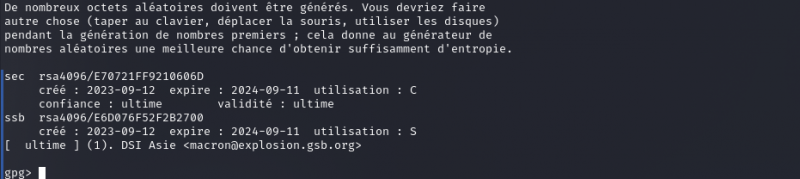 De nombreux octets aléatoires doivent être générés. Vous devriez faire
autre chose (taper au clavier, déplacer la souris, utiliser les disques)
pendant la génération de nombres premiers ; cela donne au générateur de
nombres aléatoires une meilleure chance d'obtenir suffisamment d'entropie.
sec rsa4096/E70721FF9210606D
créé : 2023-09-12 expire : 2024-09-11 utilisation : C
confiance : ultime validité : ultime
ssb rsa4096/E6D076F52F2B2700
créé : 2023-09-12 expire : 2024-09-11 utilisation : S
[ ultime ] (1). DSI Asie <macron@explosion.gsb.org>
gpg>